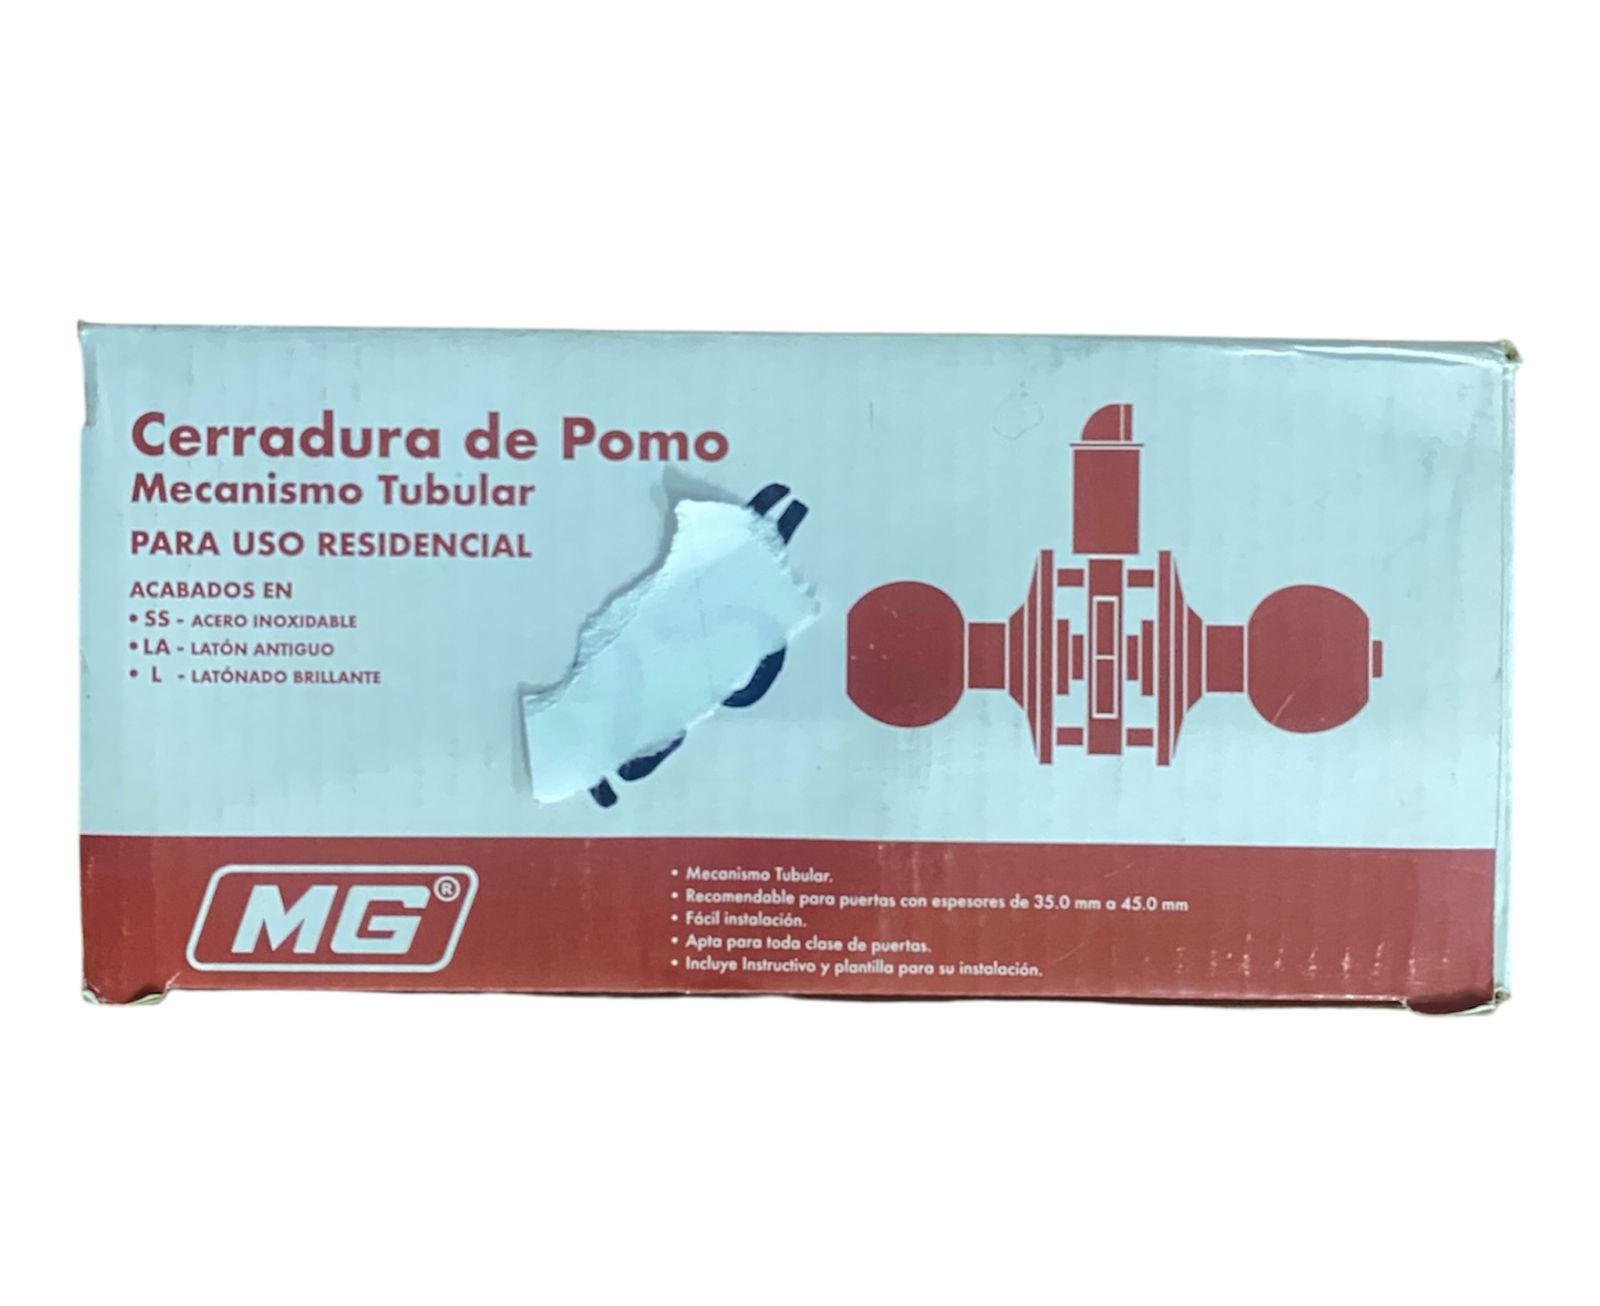 Cerradura de Pomo
Mecanismo Tubular
PARA USO RESIDENCIAL
ACABADOS EN
• SS - ACERO INOXIDABLE
• LA - LATÓN ANTIGUO
• L - LATÓNADO BRILLANTE
MG®
• Mecanismo Tubular.
• Recomendable para puertas con espesores de 35.0 mm a 45.0 mm
• Fácil instalación.
• Apta para toda clase de puertas.
• Incluye Instructivo y plantilla para su instalación.